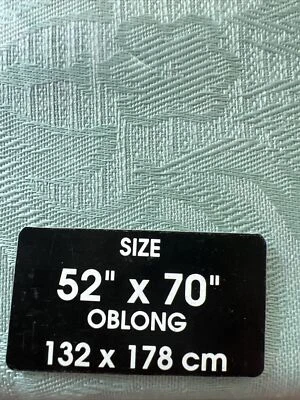 SIZE
52" x 70"
OBLONG
132 x 178 cm